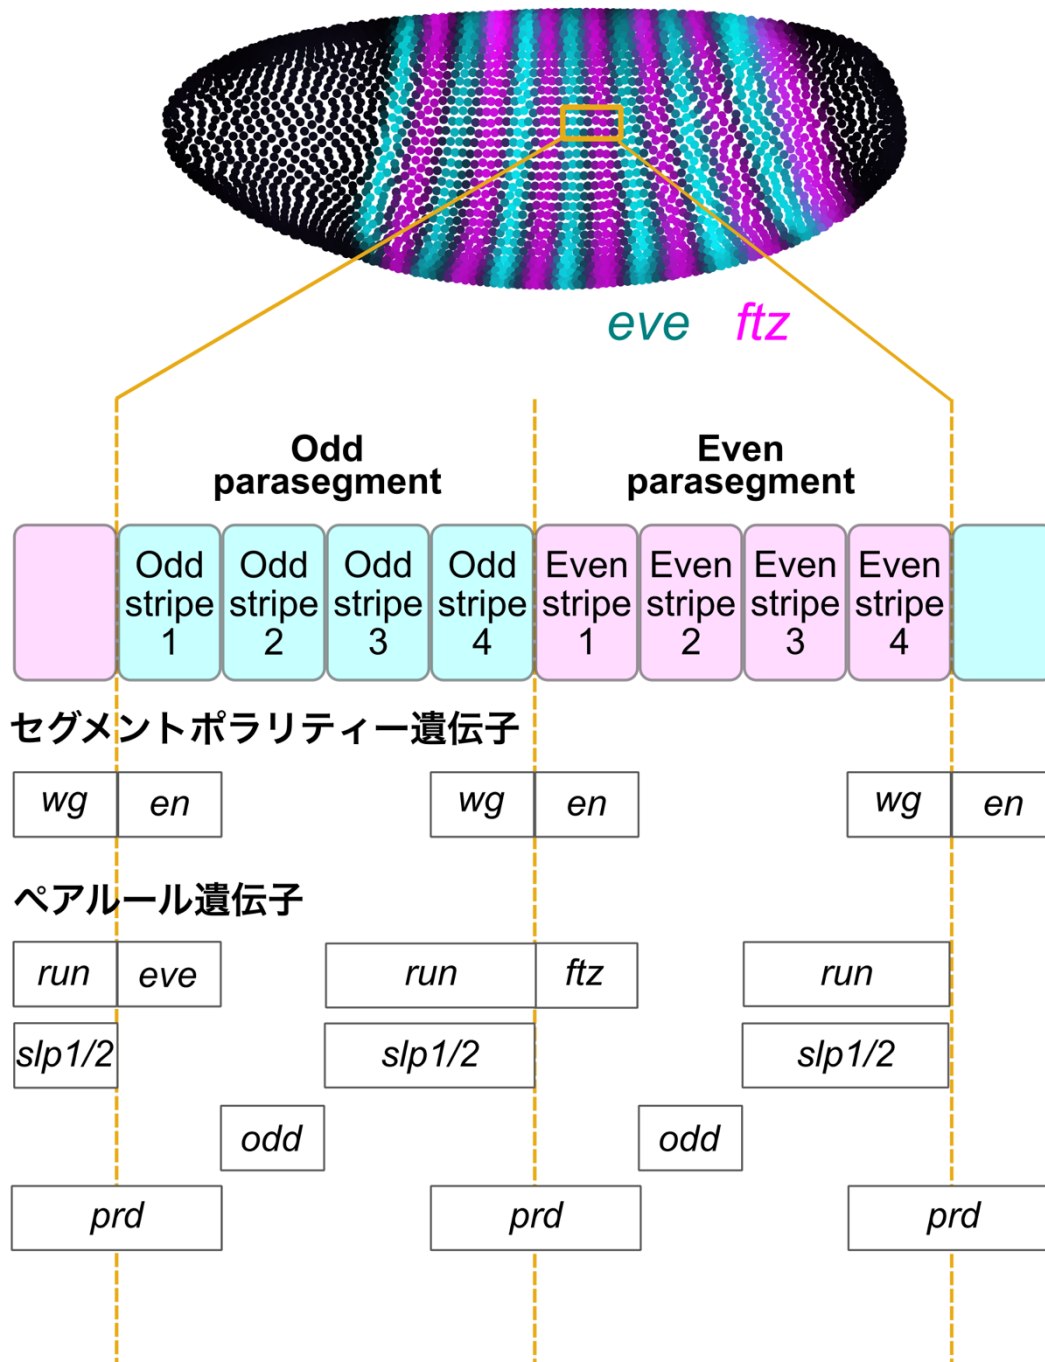 eve ftz
Odd
parasegment
Even
parasegment
Odd
stripe
1
Odd
stripe
2
Odd
stripe
3
Odd
stripe
4
Even
stripe
1
Even
stripe
2
Even
stripe
3
Even
stripe
4
セグメントポラリティー遺伝子
wg en wg en wg en
ペアルール遺伝子
run eve run ftz run
slp1/2 slp1/2 slp1/2
odd odd
prd prd prd